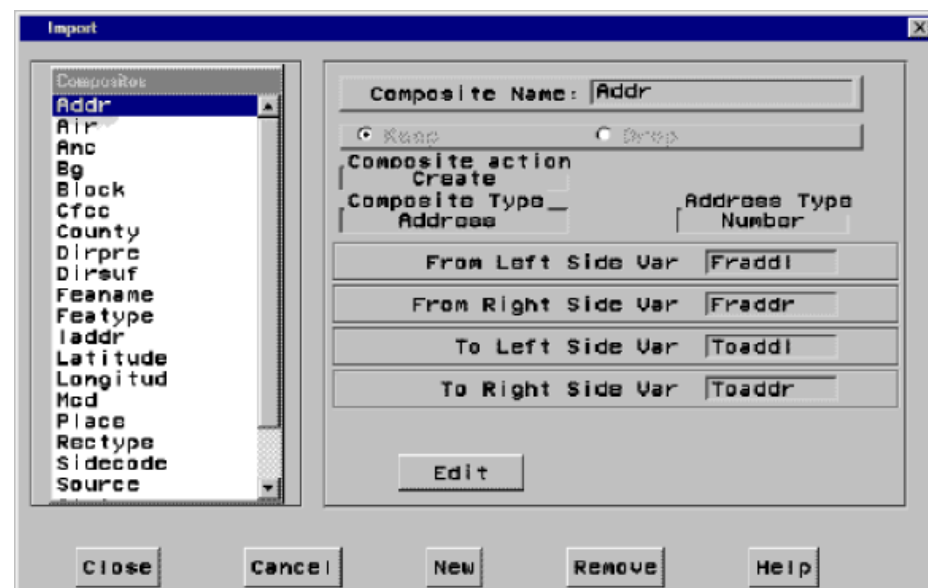 Import
Composites
Addr
Air
Anc
Bg
Block
Cfcc
County
Dirpre
Dirsuf
Feaname
Featype
Iaddr
Latitude
Longitud
Mcd
Place
Rectype
Sidecode
Source
Composite Name: Addr
Keep Drop
Composite action
Create
Composite Type Address Type
Address Number
From Left Side Var Fraddl
From Right Side Var Fraddr
To Left Side Var Toaddl
To Right Side Var Toaddr
Edit
Close Cancel New Remove Help